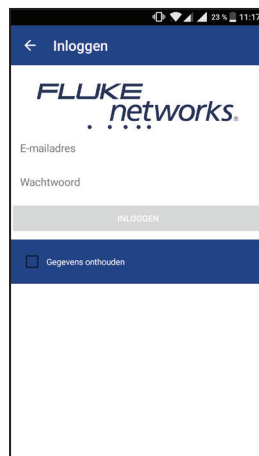 23 % 11:17
Inloggen
FLUKE
networks®
E-mailadres
Wachtwoord
INLOGGEN
Gegevens onthouden